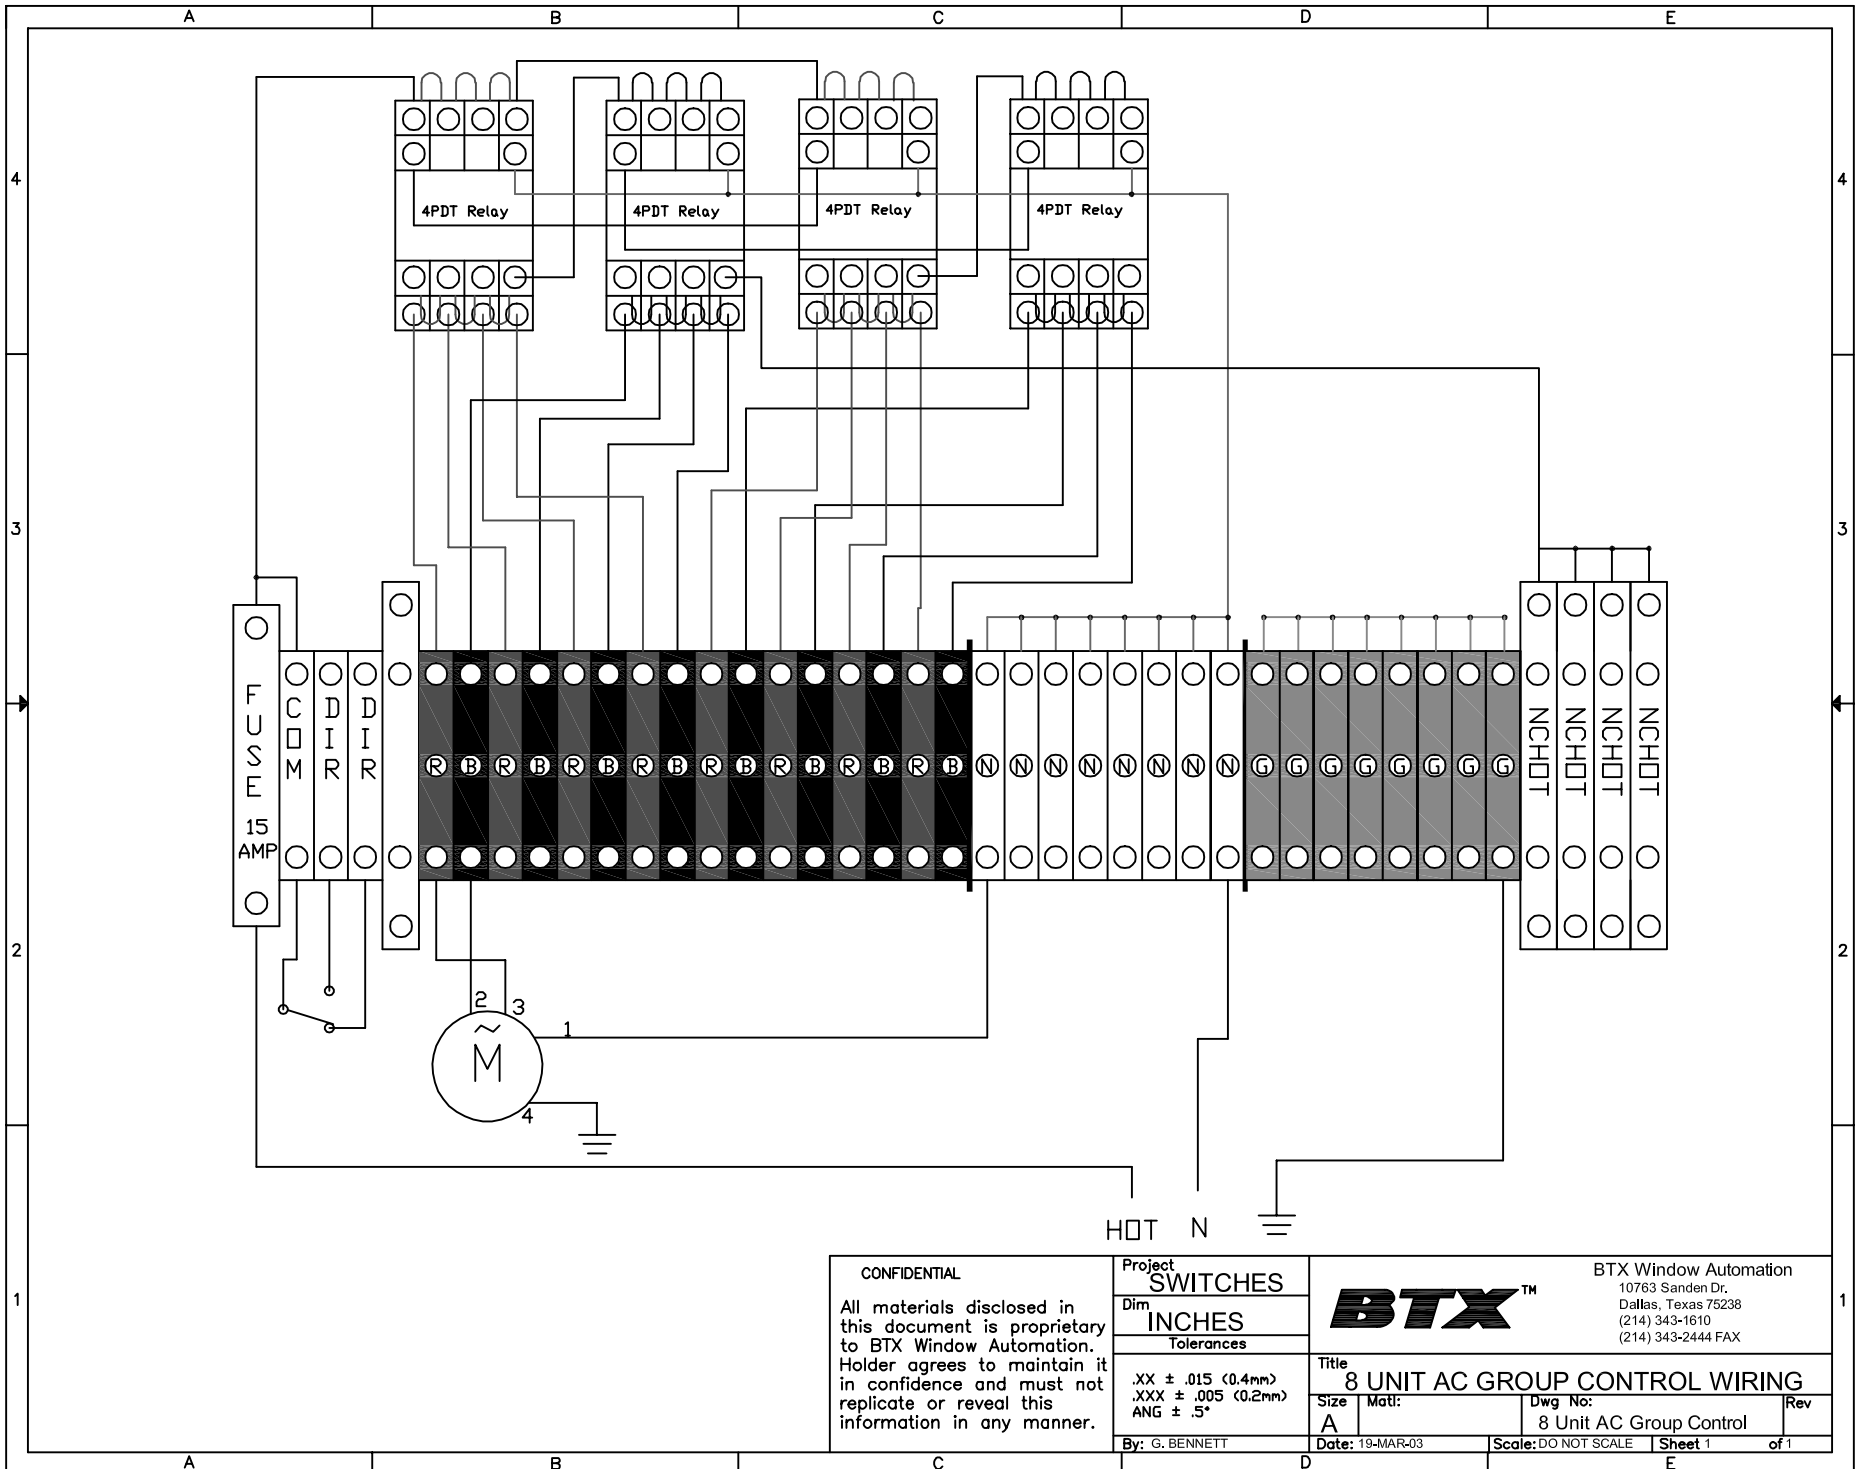 A B C D E
4 4
4PDT Relay 4PDT Relay 4PDT Relay 4PDT Relay
3 3
FUSE 15 AMP
COM
DIR
DIR
R B R B R B R B R B R B R B R B N N N N N N N N G G G G G G G G
NCHOT
NCHOT
NCHOT
NCHOT
2 2
2
3
1
~
M
4
HOT N
1 1
CONFIDENTIAL
All materials disclosed in
this document is proprietary
to BTX Window Automation.
Holder agrees to maintain it
in confidence and must not
replicate or reveal this
information in any manner.
Project
SWITCHES
Dim
INCHES
Tolerances
.XX ± .015 (0.4mm)
.XXX ± .005 (0.2mm)
ANG ± .5°
By: G. BENNETT
BTX™
BTX Window Automation
10763 Sanden Dr.
Dallas, Texas 75238
(214) 343-1610
(214) 343-2444 FAX
Title
8 UNIT AC GROUP CONTROL WIRING
Size
A
Matl:
Dwg No:
8 Unit AC Group Control
Rev
Date: 19-MAR-03
Scale: DO NOT SCALE
Sheet 1 of 1
A B C D E